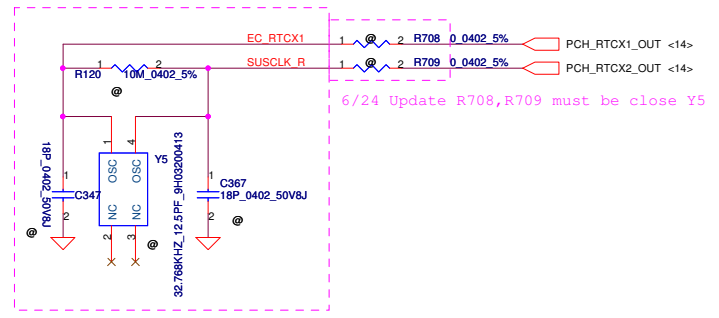 EC_RTCX1 1 @ 2 R708 0_0402_5% PCH_RTCX1_OUT <14>
SUSCLK_R 1 @ 2 R709 0_0402_5% PCH_RTCX2_OUT <14>
1 2
R120 10M_0402_5%
@
6/24 Update R708,R709 must be close Y5
18P_0402_50V8J
1
C347
2
@
1 4
OSC OSC
NC NC
2 3
Y5
@
32.768KHZ_12.5PF_9H03200413
1
C367
18P_0402_50V8J
2
@